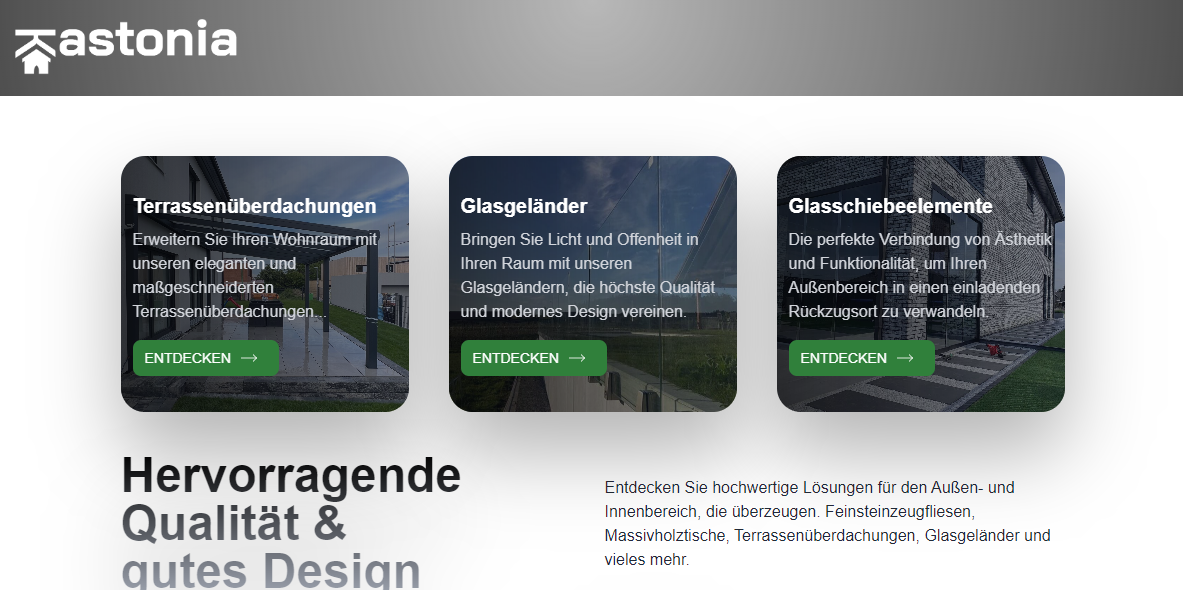 Kastonia
Terrassenüberdachungen
Erweitern Sie Ihren Wohnraum mit
unseren eleganten und
maßgeschneiderten
Terrassenüberdachungen...
ENTDECKEN
Glasgeländer
Bringen Sie Licht und Offenheit in
Ihren Raum mit unseren
Glasgeländern, die höchste Qualität
und modernes Design vereinen.
ENTDECKEN
Glasschiebeelemente
Die perfekte Verbindung von Ästhetik
und Funktionalität, um Ihren
Außenbereich in einen einladenden
Rückzugsort zu verwandeln.
ENTDECKEN
Hervorragende
Qualität &
gutes Design
Entdecken Sie hochwertige Lösungen für den Außen- und
Innenbereich, die überzeugen. Feinsteinzeugfliesen,
Massivholztische, Terrassenüberdachungen, Glasgeländer und
vieles mehr.